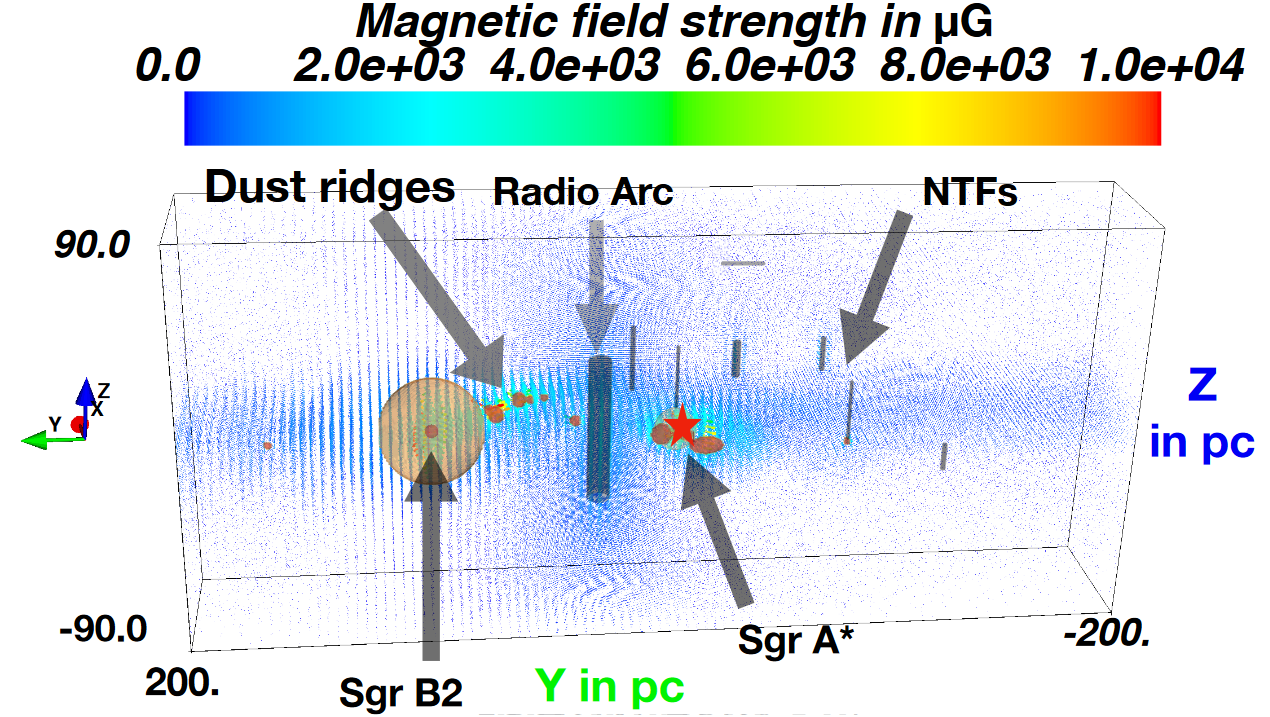 Magnetic field strength in μG
0.0 2.0e+03 4.0e+03 6.0e+03 8.0e+03 1.0e+04
Dust ridges Radio Arc NTFs
90.0
Z
X
Y
Z
in pc
-90.0
-200.
Sgr A*
200.
Sgr B2
Y in pc